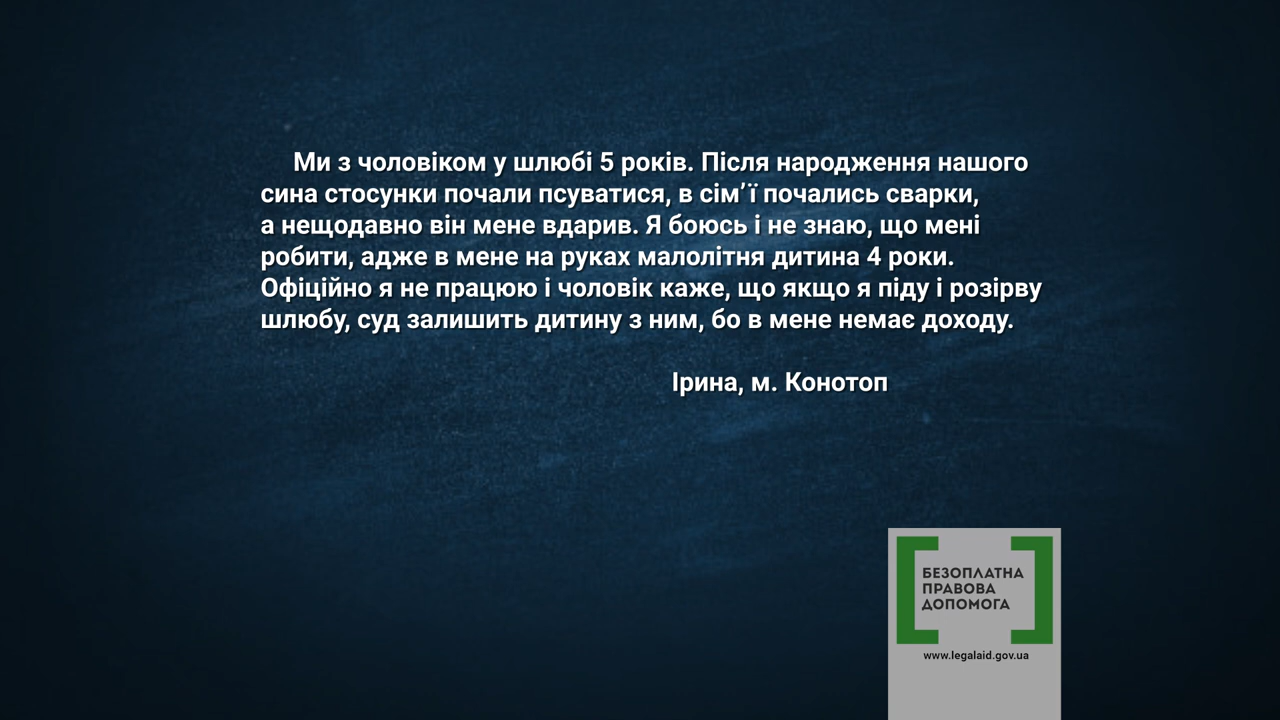 Ми з чоловіком у шлюбі 5 років. Після народження нашого
сина стосунки почали псуватися, в сім’ї почались сварки,
а нещодавно він мене вдарив. Я боюсь і не знаю, що мені
робити, адже в мене на руках малолітня дитина 4 роки.
Офіційно я не працюю і чоловік каже, що якщо я піду і розірву
шлюбу, суд залишить дитину з ним, бо в мене немає доходу.
Ірина, м. Конотоп
БЕЗОПЛАТНА
ПРАВОВА
ДОПОМОГА
www.legalaid.gov.ua